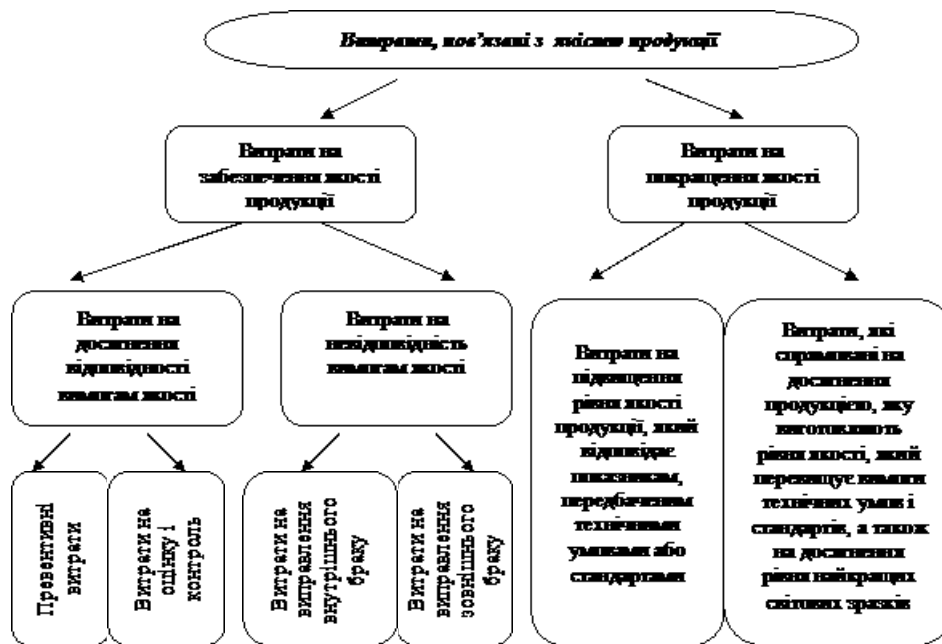 Витрати, пов’язані з якістю продукції
Витрати на
забезпечення якості
продукції
Витрати на
покращення якості
продукції
Витрати на
досягнення
відповідності
вимогам якості
Витрати на
невідповідність
вимогам якості
Витрати на
підвищення
рівня якості
продукції, який
відповідає
показникам,
передбаченим
технічними
умовами або
стандартами
Витрати, які
спрямовані на
досягнення
продукцією, яку
виготовляють
рівня якості, який
перевищує вимоги
технічних умов і
стандартів, а також
на досягнення
рівня найкращих
світових зразків
Превентивні
витрати
Витрати на
оцінку і
контроль
Витрати на
виправлення
внутрішнього
браку
Витрати на
виправлення
зовнішнього
браку